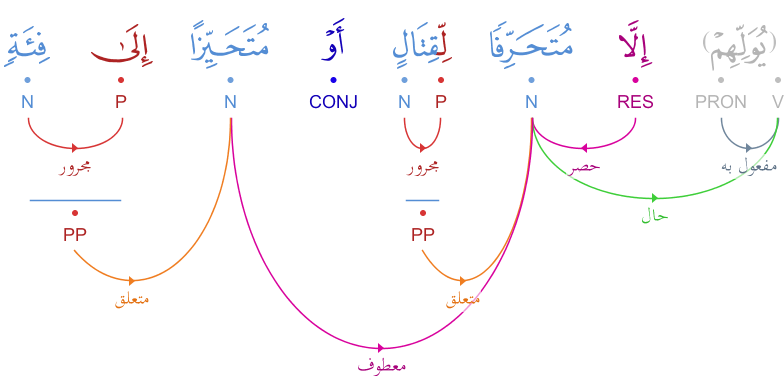 (يُوَلِّهِمْ) إِلَّا مُتَحَرِّفًا لِّقِتَالٍ أَوْ مُتَحَيِّزًا إِلَىٰ فِئَةٍ
V PRON RES N P N CONJ N P N
مفعول به حصر مجرور مجرور
حال
PP PP
متعلق متعلق
معطوف